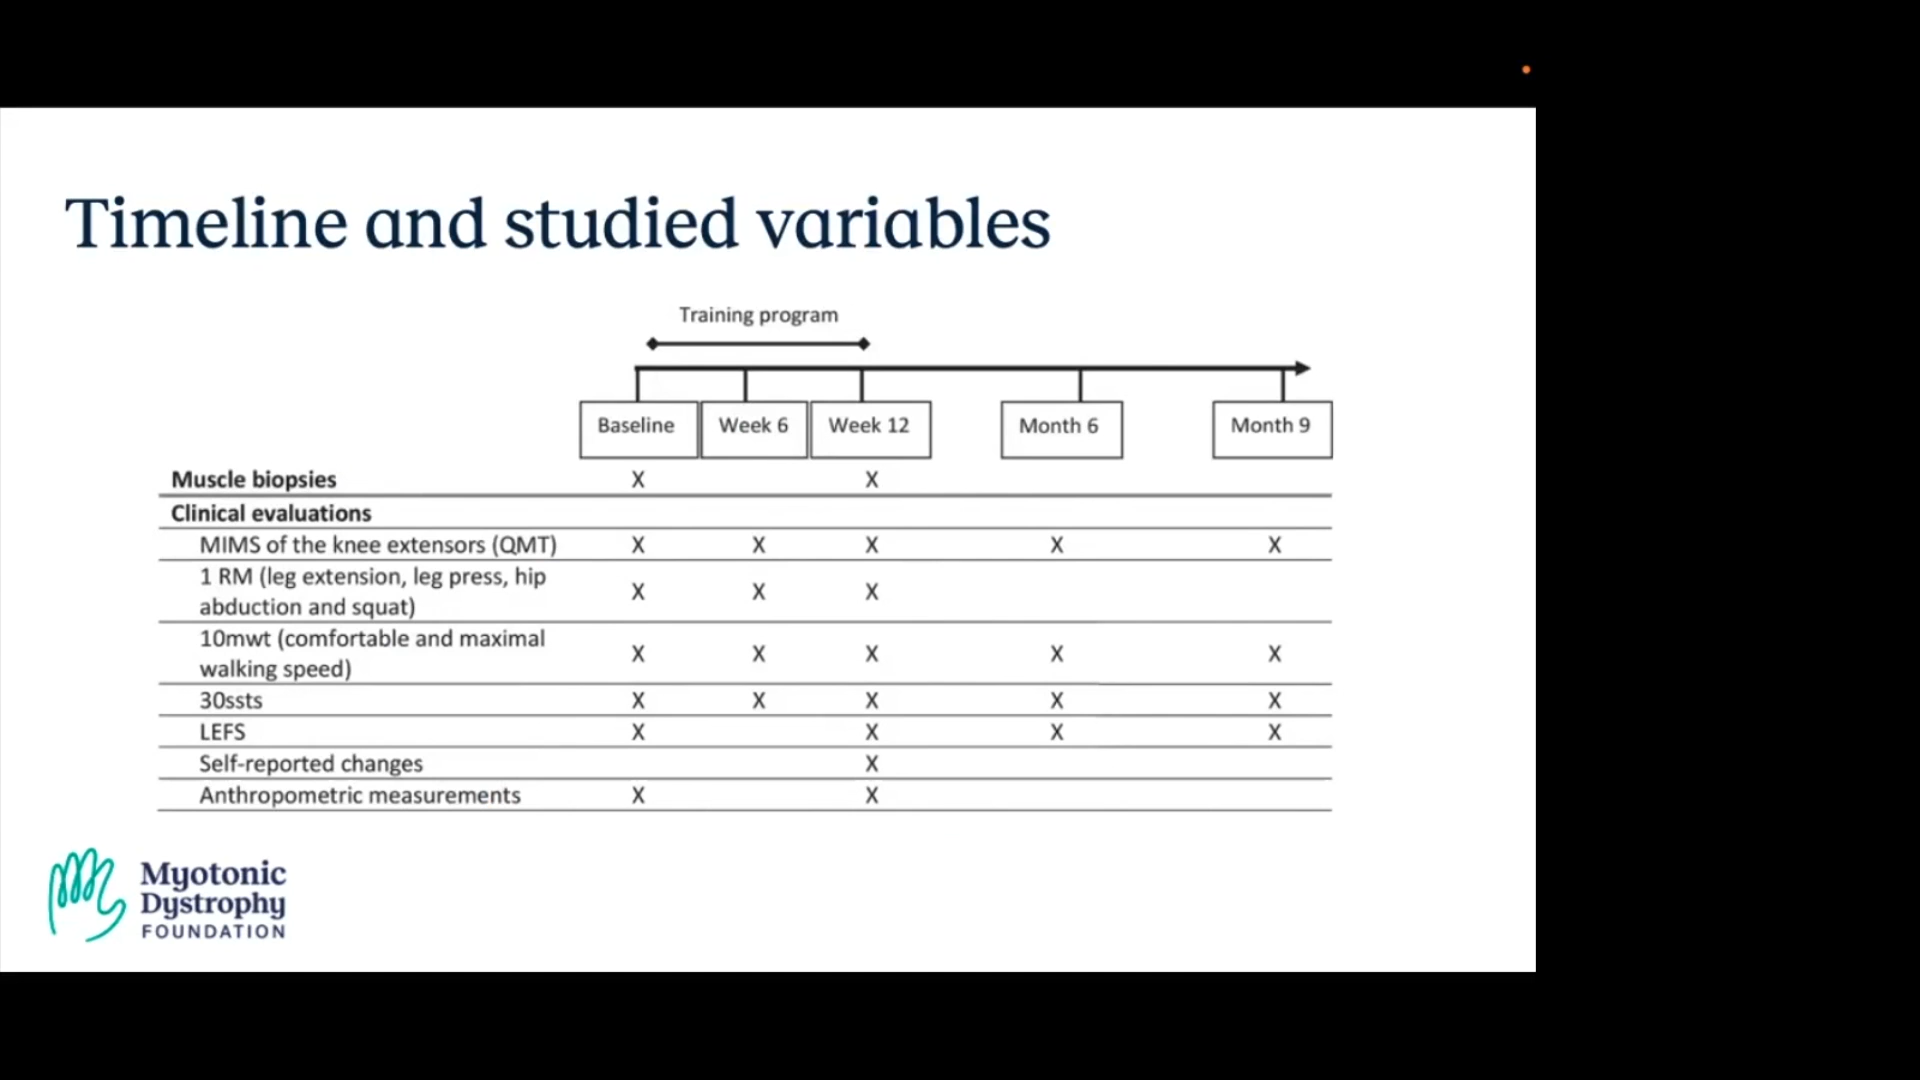 Timeline and studied variables
Training program
Baseline Week 6 Week 12 Month 6 Month 9
Muscle biopsies X X
Clinical evaluations
MIMS of the knee extensors (QMT) X X X X X
1 RM (leg extension, leg press, hip
abduction and squat) X X X
10mwt (comfortable and maximal
walking speed) X X X X X
30ssts X X X X X
LEFS X X X X
Self-reported changes X
Anthropometric measurements X X
Myotonic
Dystrophy
FOUNDATION